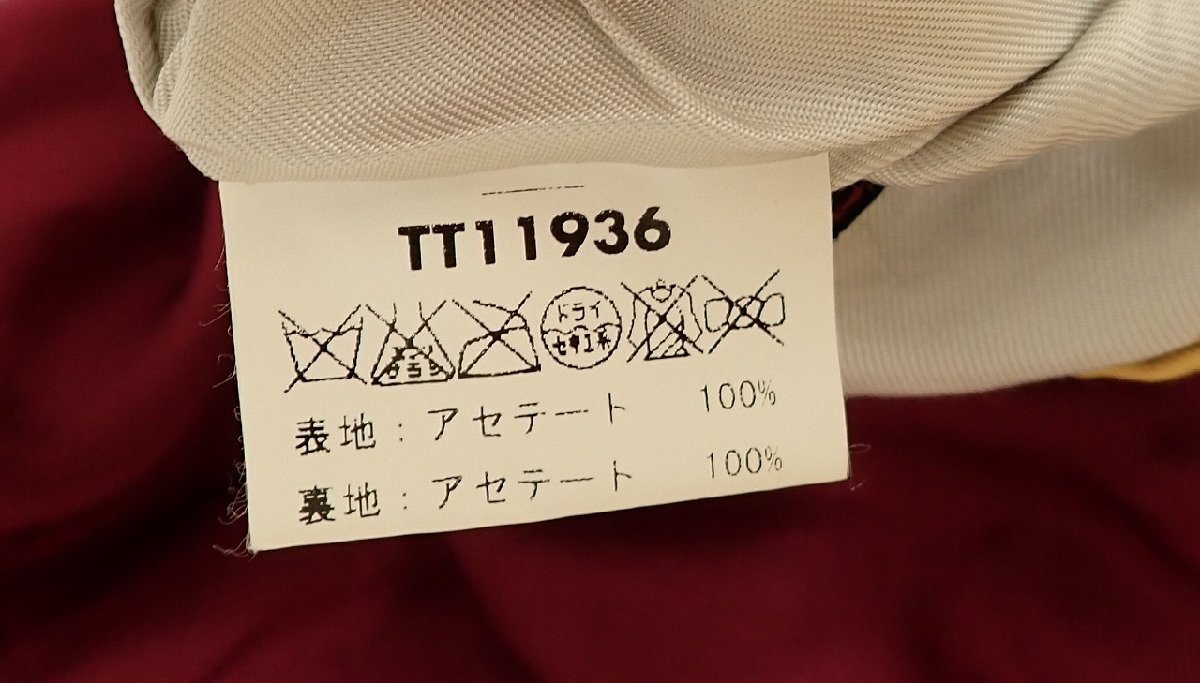 TT11936
ドライ
セキユ系
表地:アセテート 100%
裏地:アセテート 100%